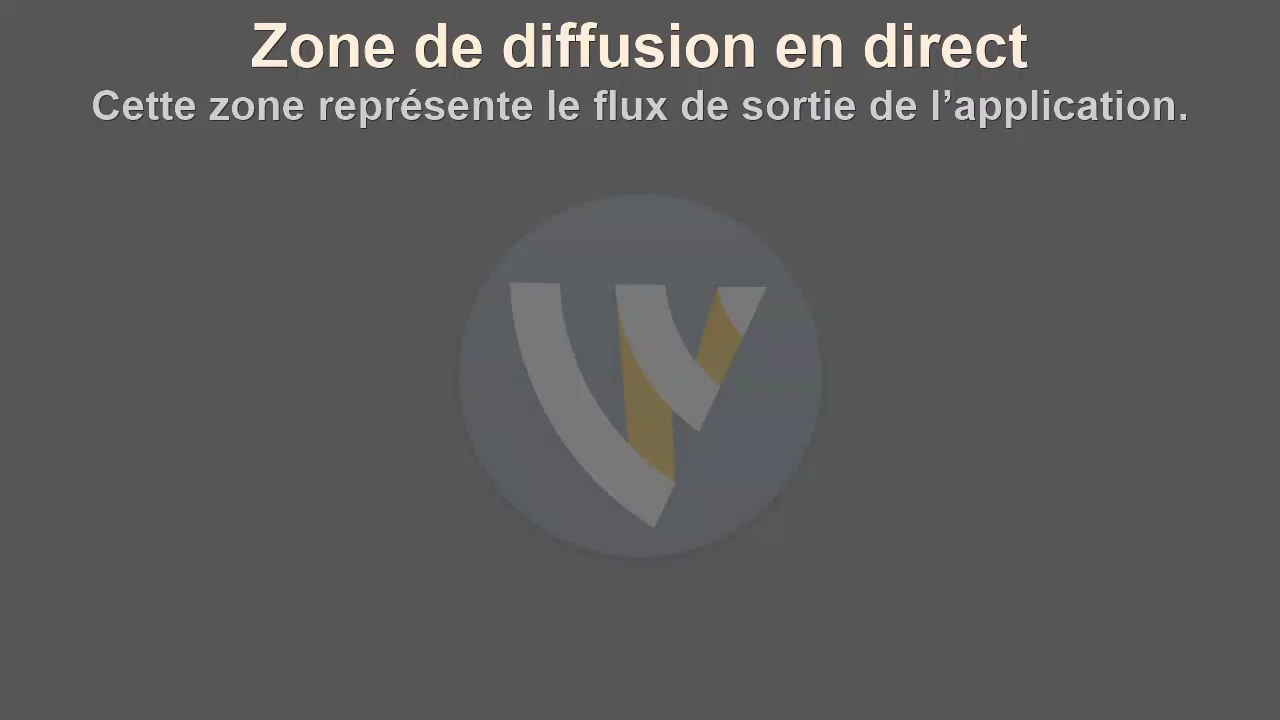 Zone de diffusion en direct
Cette zone représente le flux de sortie de l’application.